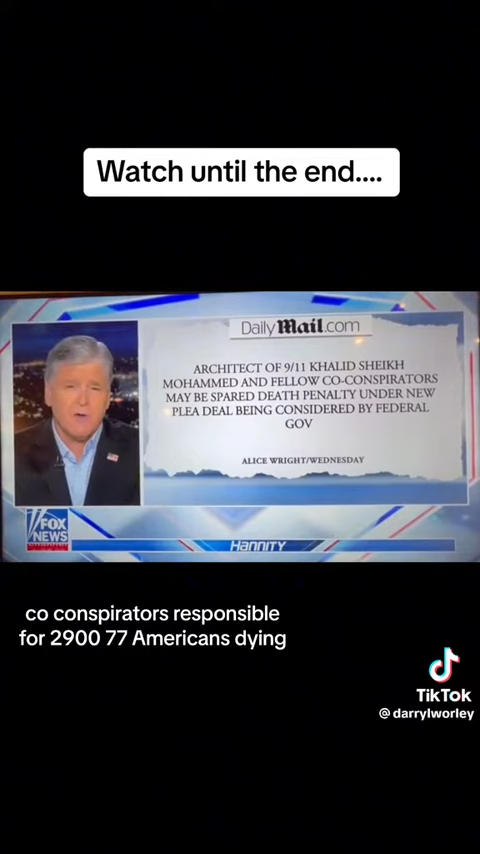 Watch until the end....
Daily Mail.com
ARCHITECT OF 9/11 KHALID SHEIKH
MOHAMMED AND FELLOW CO-CONSPIRATORS
MAY BE SPARED DEATH PENALTY UNDER NEW
PLEA DEAL BEING CONSIDERED BY FEDERAL
GOV
ALICE WRIGHT/WEDNESDAY
FOX
NEWS
HANNITY
co conspirators responsible
for 2900 77 Americans dying
TikTok
@ darrylworley